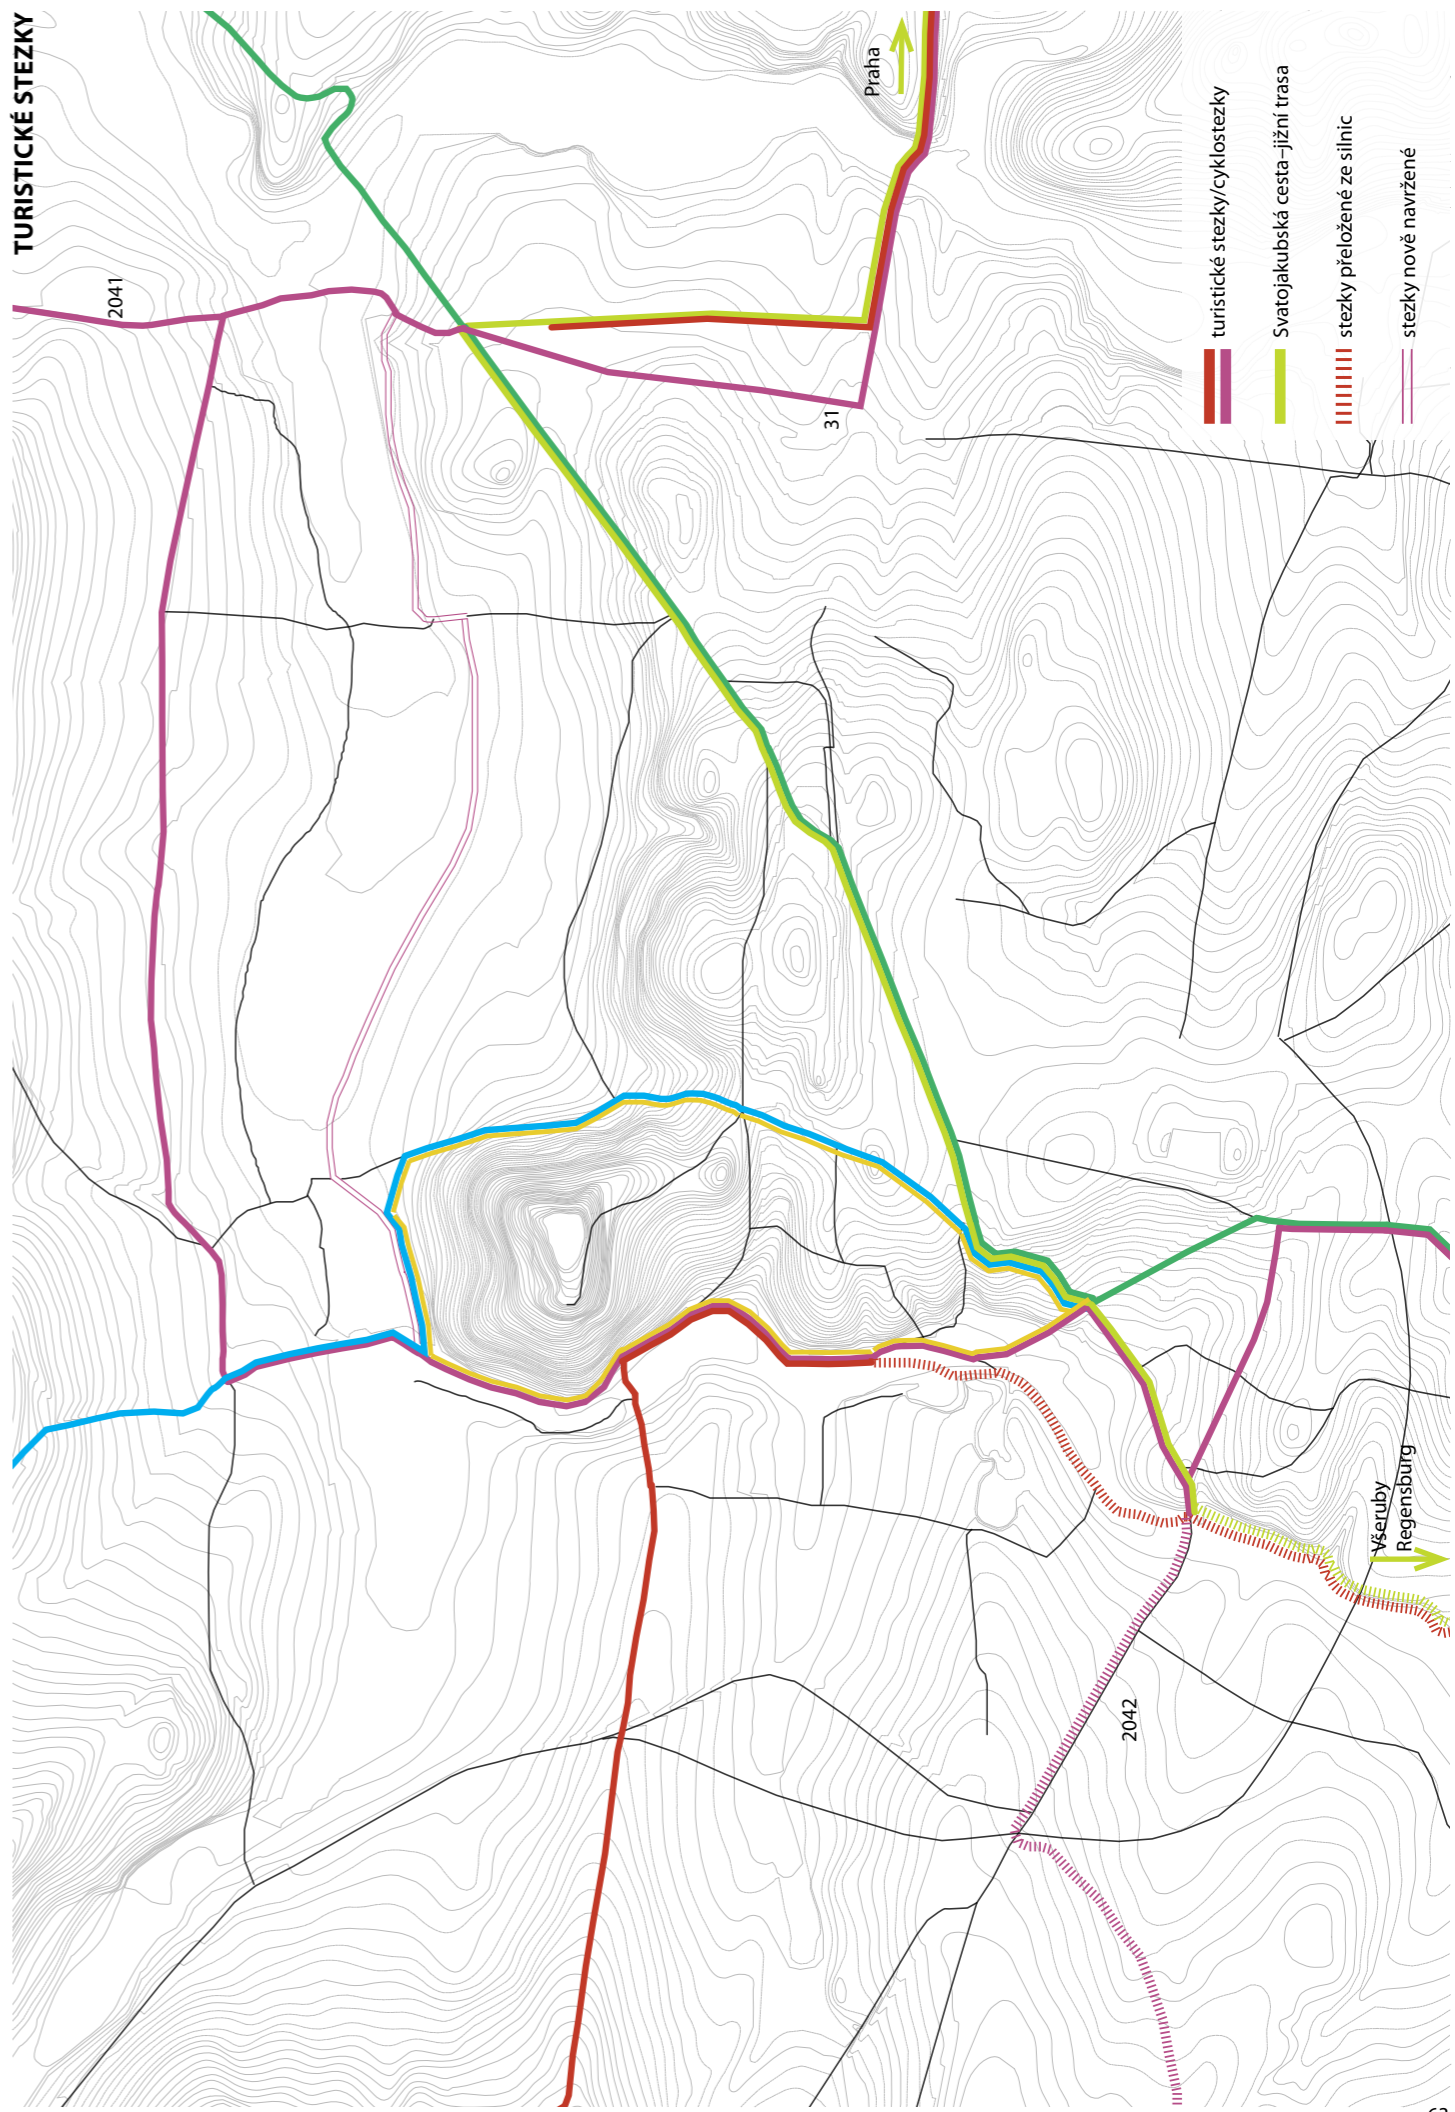 TURISTICKÉ STEZKY
2041
Praha
31
turistické stezky/cyklostezky
Svatojakubská cesta–jižní trasa
stezky přeložené ze silnic
stezky nově navržené
Všeruby
Regensburg
2042